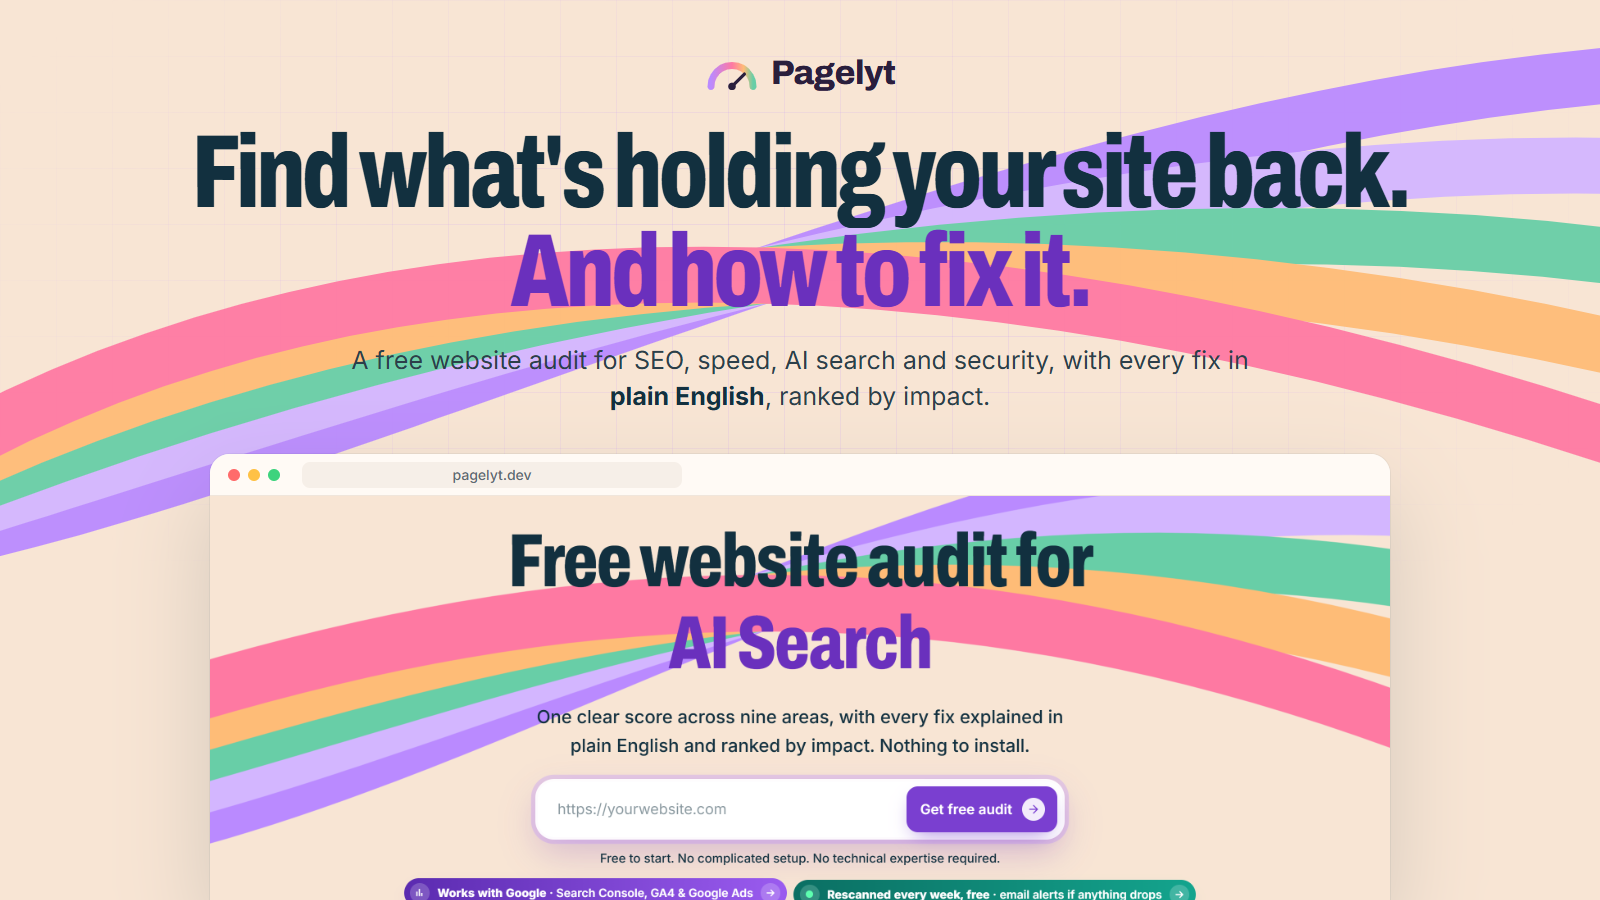 Pagelyt
Find what's holding your site back.
And how to fix it.
A free website audit for SEO, speed, AI search and security, with every fix in
plain English, ranked by impact.
pagelyt.dev
Free website audit for
AI Search
One clear score across nine areas, with every fix explained in
plain English and ranked by impact. Nothing to install.
https://yourwebsite.com
Get free audit
Free to start. No complicated setup. No technical expertise required.
Works with Google · Search Console, GA4 & Google Ads
Rescanned every week, free · email alerts if anything drops